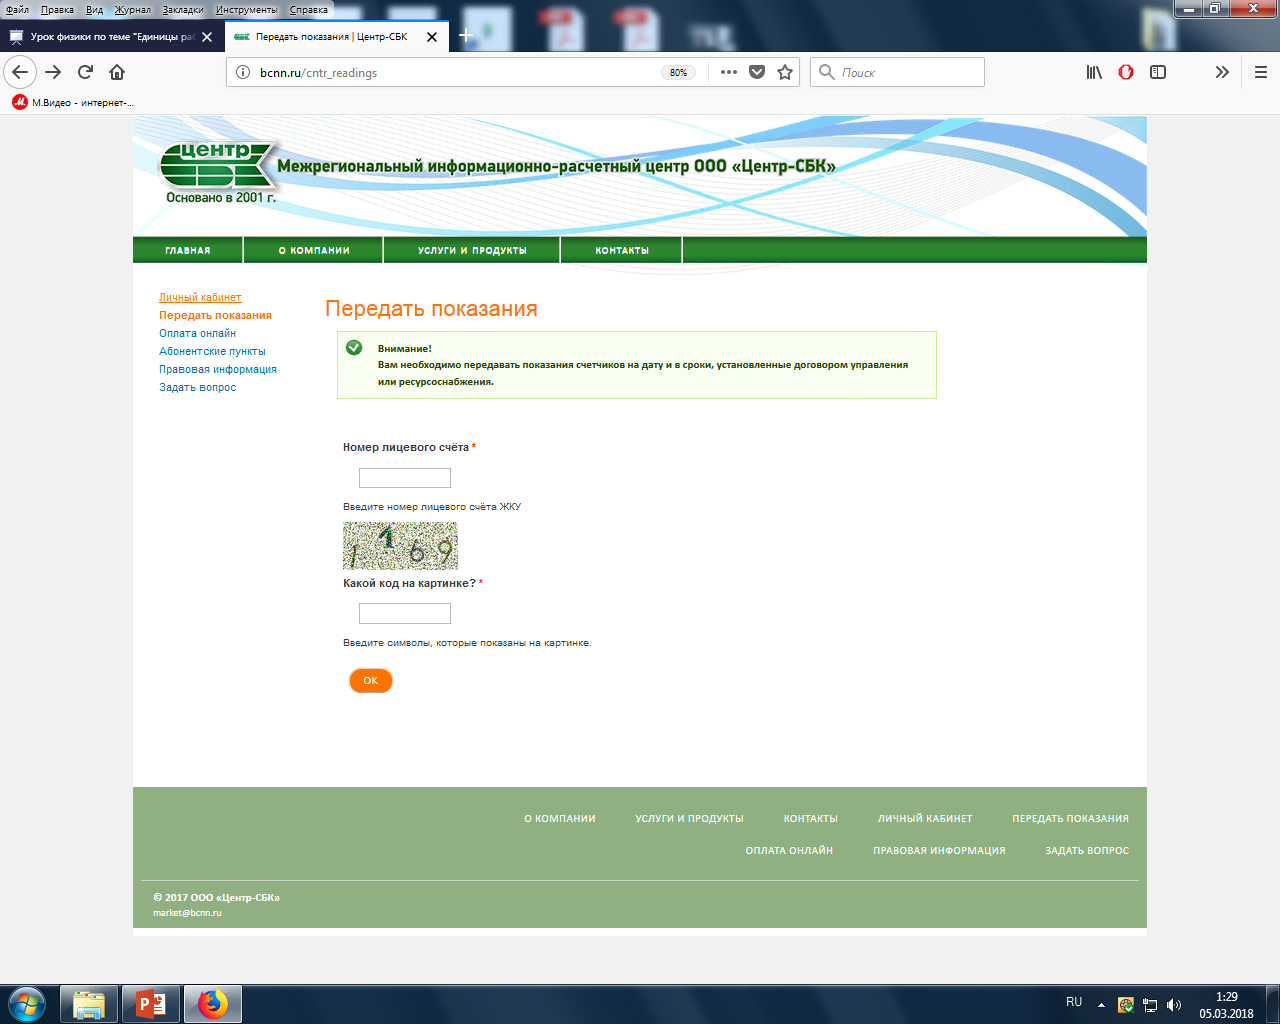 Файл Правка Вид Журнал Закладки Инструменты Справка
Урок физики по теме "Единицы ра
Передать показания | Центр-СБК
bcnn.ru/cntr_readings
80%
Поиск
М.Видео - интернет-...
центр
СБК
Межрегиональный информационно-расчетный центр ООО «Центр-СБК»
Основано в 2001 г.
ГЛАВНАЯ
О КОМПАНИИ
УСЛУГИ И ПРОДУКТЫ
КОНТАКТЫ
Личный кабинет
Передать показания
Оплата онлайн
Абонентские пункты
Правовая информация
Задать вопрос
Передать показания
Внимание!
Вам необходимо передавать показания счетчиков на дату и в сроки, установленные договором управления
или ресурсоснабжения.
Номер лицевого счёта *
Введите номер лицевого счёта ЖКУ
1 1 6 9
Какой код на картинке? *
Введите символы, которые показаны на картинке.
OK
О КОМПАНИИ
УСЛУГИ И ПРОДУКТЫ
КОНТАКТЫ
ЛИЧНЫЙ КАБИНЕТ
ПЕРЕДАТЬ ПОКАЗАНИЯ
ОПЛАТА ОНЛАЙН
ПРАВОВАЯ ИНФОРМАЦИЯ
ЗАДАТЬ ВОПРОС
© 2017 ООО «Центр-СБК»
market@bcnn.ru
RU
1:29
05.03.2018